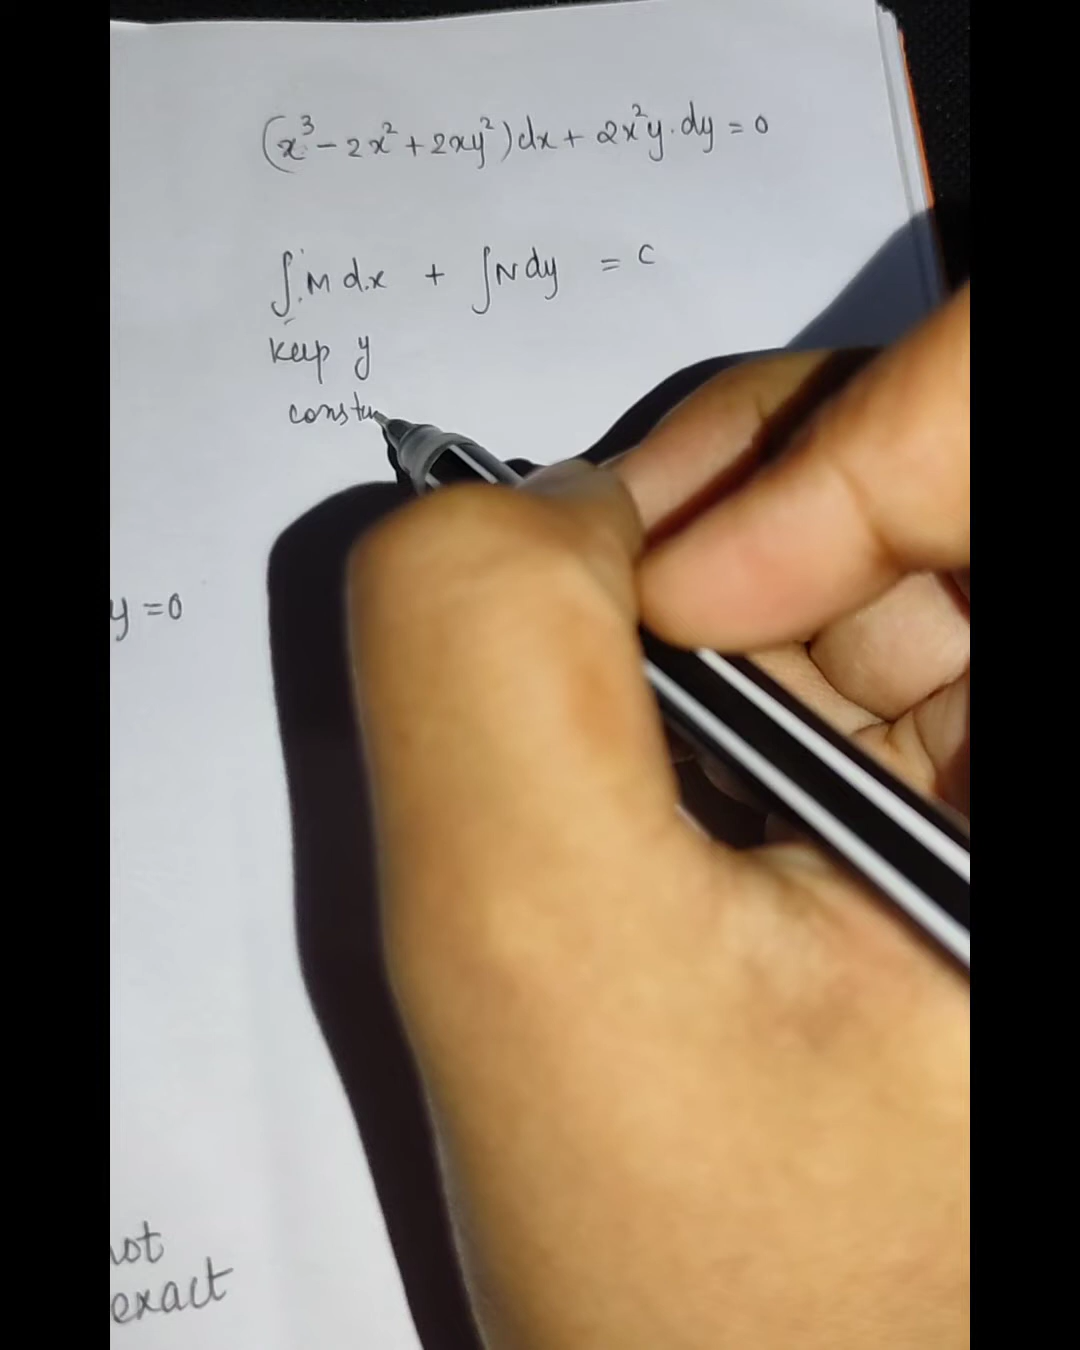 (x³ - 2x² + 2xy²) dx + 2x²y · dy = 0
∫ M dx + ∫ N dy = c
keep y
y = 0
exact